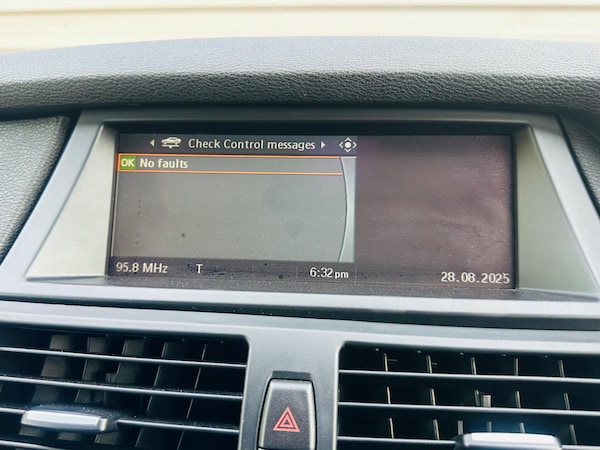 Check Control messages
OK No faults
95.8 MHz T 6:32 pm 28.08.2025